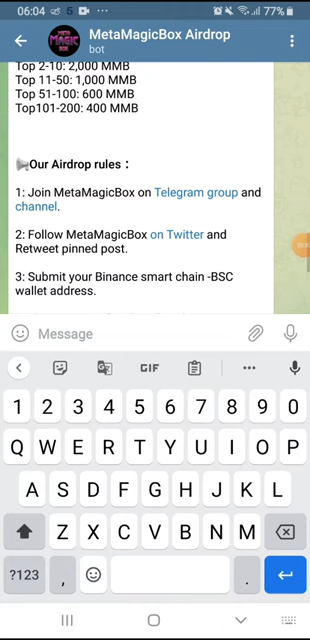 06:04
77%
MetaMagicBox Airdrop
bot
META
MAGIC
BOX
Top 2-10: 2,000 MMB
Top 11-50: 1,000 MMB
Top 51-100: 600 MMB
Top101-200: 400 MMB
Our Airdrop rules：
1: Join MetaMagicBox on Telegram group and
channel.
2: Follow MetaMagicBox on Twitter and
Retweet pinned post.
3: Submit your Binance smart chain -BSC
wallet address.
Message
GIF
1 2 3 4 5 6 7 8 9 0
Q W E R T Y U I O P
A S D F G H J K L
Z X C V B N M
?123 , .